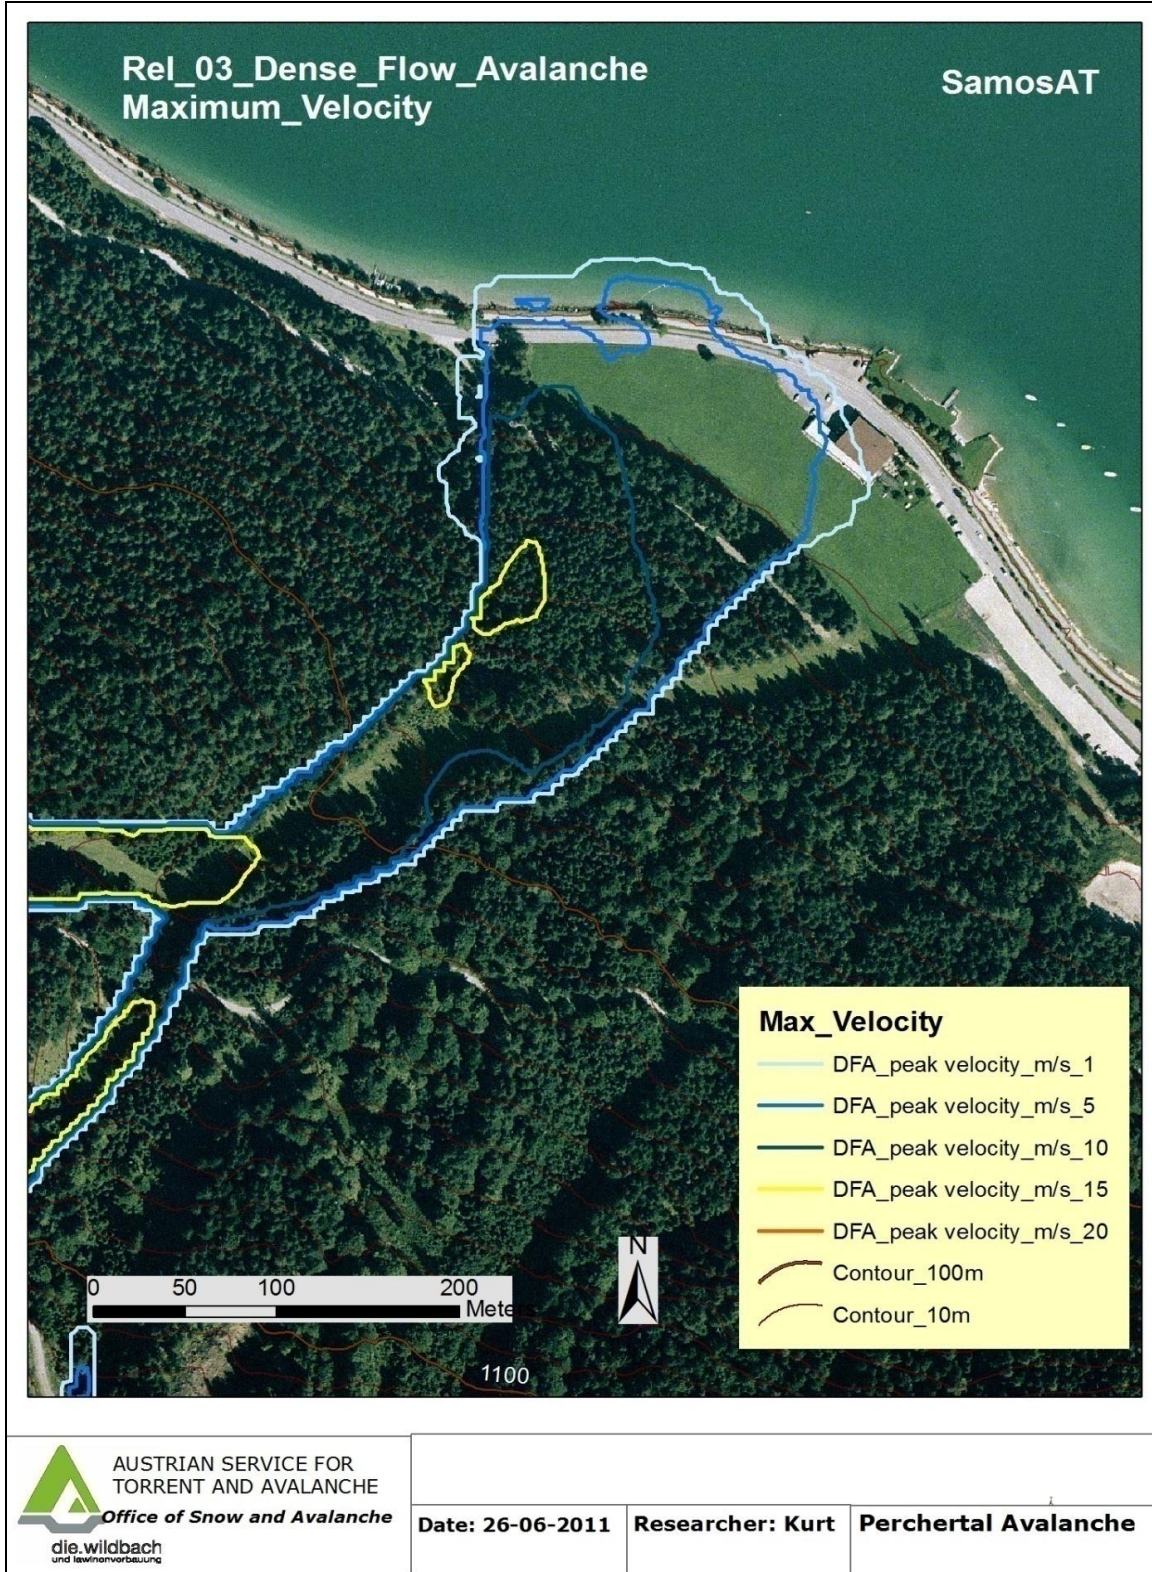 Rel_03_Dense_Flow_Avalanche
Maximum_Velocity
SamosAT
Max_Velocity
DFA_peak velocity_m/s_1
DFA_peak velocity_m/s_5
DFA_peak velocity_m/s_10
DFA_peak velocity_m/s_15
DFA_peak velocity_m/s_20
Contour_100m
Contour_10m
N
0 50 100 200
Meters
1100
AUSTRIAN SERVICE FOR
TORRENT AND AVALANCHE
Office of Snow and Avalanche
die.wildbach
und lawinenverbauung
Date: 26-06-2011
Researcher: Kurt
Perchertal Avalanche